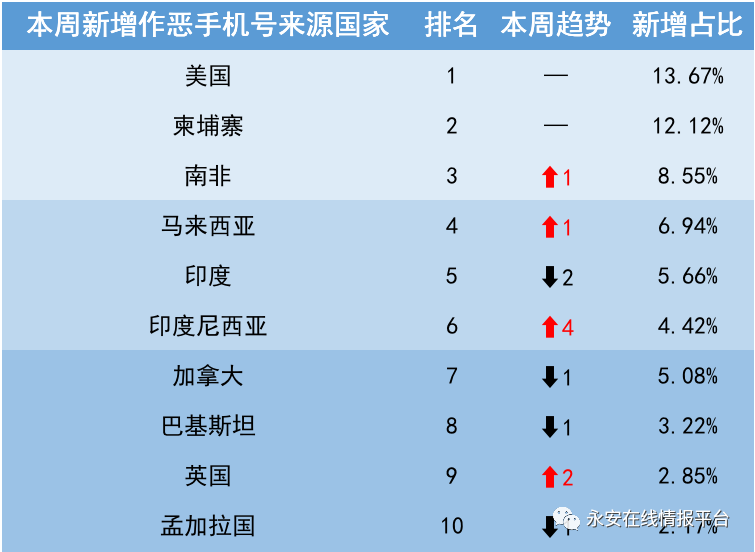 本周新增作恶手机号来源国家 排名 本周趋势 新增占比
美国 1 — 13.67%
柬埔寨 2 — 12.12%
南非 3 ↑1 8.55%
马来西亚 4 ↑1 6.94%
印度 5 ↓2 5.66%
印度尼西亚 6 ↑4 4.42%
加拿大 7 ↓1 5.08%
巴基斯坦 8 ↓1 3.22%
英国 9 ↑2 2.85%
孟加拉国 10 ↓ 2.17%
永安在线情报平台